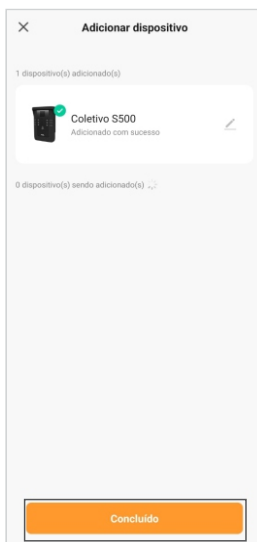 Adicionar dispositivo
1 dispositivo(s) adicionado(s)
Coletivo S500
Adicionado com sucesso
0 dispositivo(s) sendo adicionado(s)
Concluído